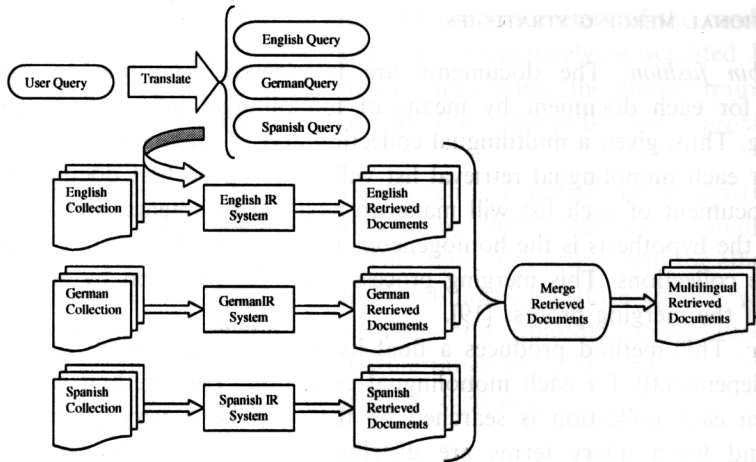 User Query
Translate
English Query
GermanQuery
Spanish Query
English
Collection
English IR
System
English
Retrieved
Documents
German
Collection
GermanIR
System
German
Retrieved
Documents
Merge
Retrieved
Documents
Multilingual
Retrieved
Documents
Spanish
Collection
Spanish IR
System
Spanish
Retrieved
Documents